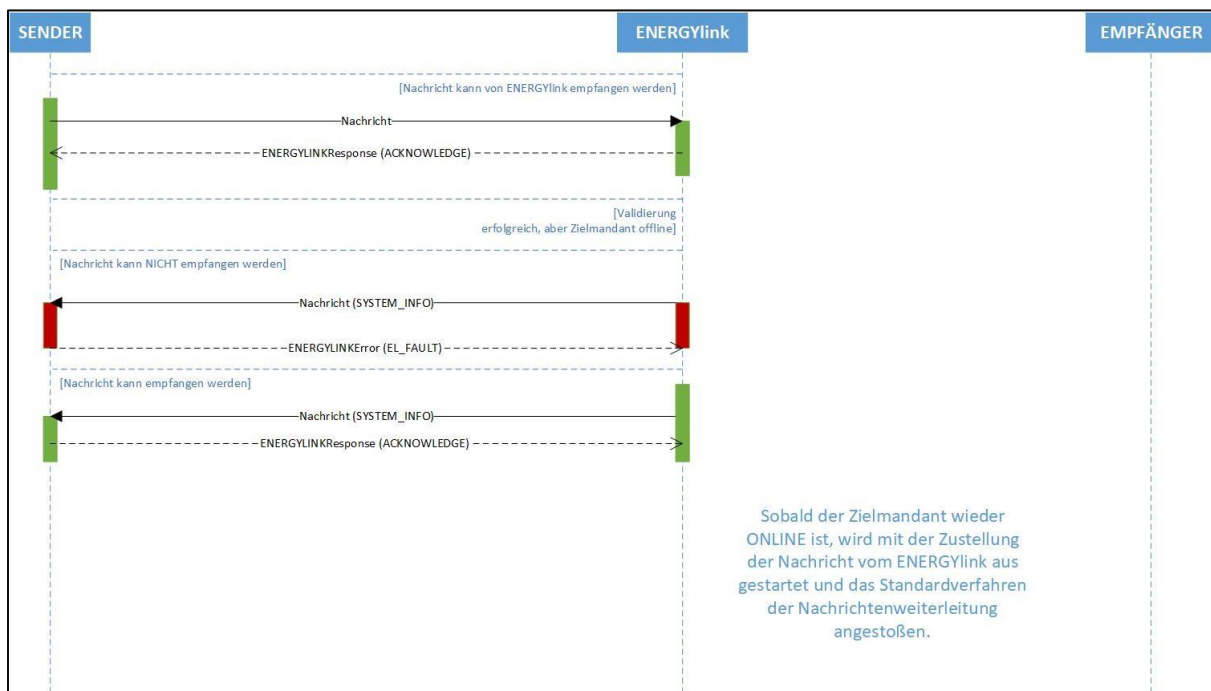 SENDER
ENERGYlink
EMPFÄNGER
[Nachricht kann von ENERGYlink empfangen werden]
Nachricht
ENERGYLINKResponse (ACKNOWLEDGE)
[Validierung
erfolgreich, aber Zielmandant offline]
[Nachricht kann NICHT empfangen werden]
Nachricht (SYSTEM_INFO)
ENERGYLINKError (EL_FAULT)
[Nachricht kann empfangen werden]
Nachricht (SYSTEM_INFO)
ENERGYLINKResponse (ACKNOWLEDGE)
Sobald der Zielmandant wieder
ONLINE ist, wird mit der Zustellung
der Nachricht vom ENERGYlink aus
gestartet und das Standardverfahren
der Nachrichtenweiterleitung
angestoßen.